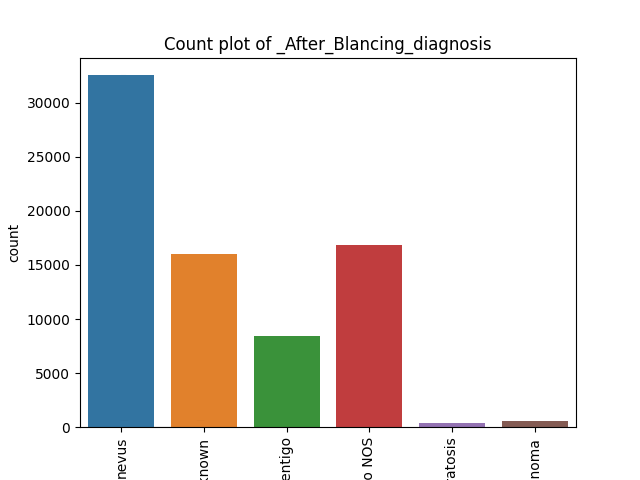 Count plot of _After_Blancing_diagnosis
count
30000
25000
20000
15000
10000
5000
0
nevus
known
entigo
o NOS
ratosis
noma